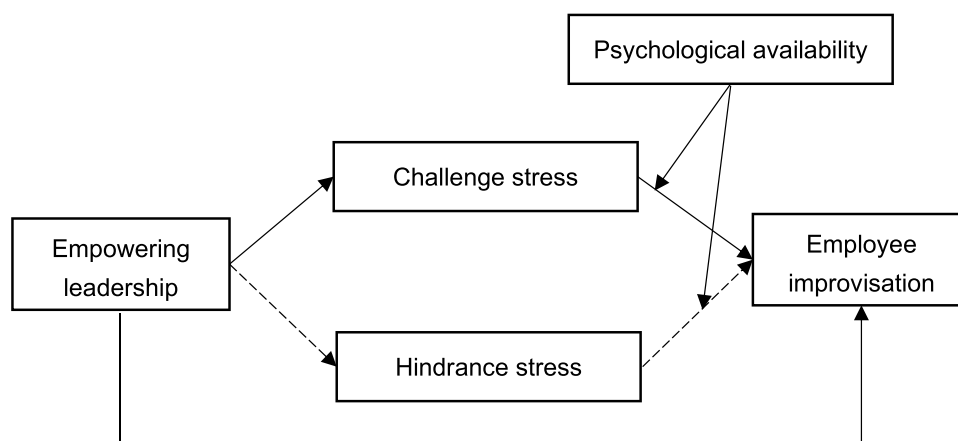 Psychological availability
Challenge stress
Empowering
leadership
Employee
improvisation
Hindrance stress